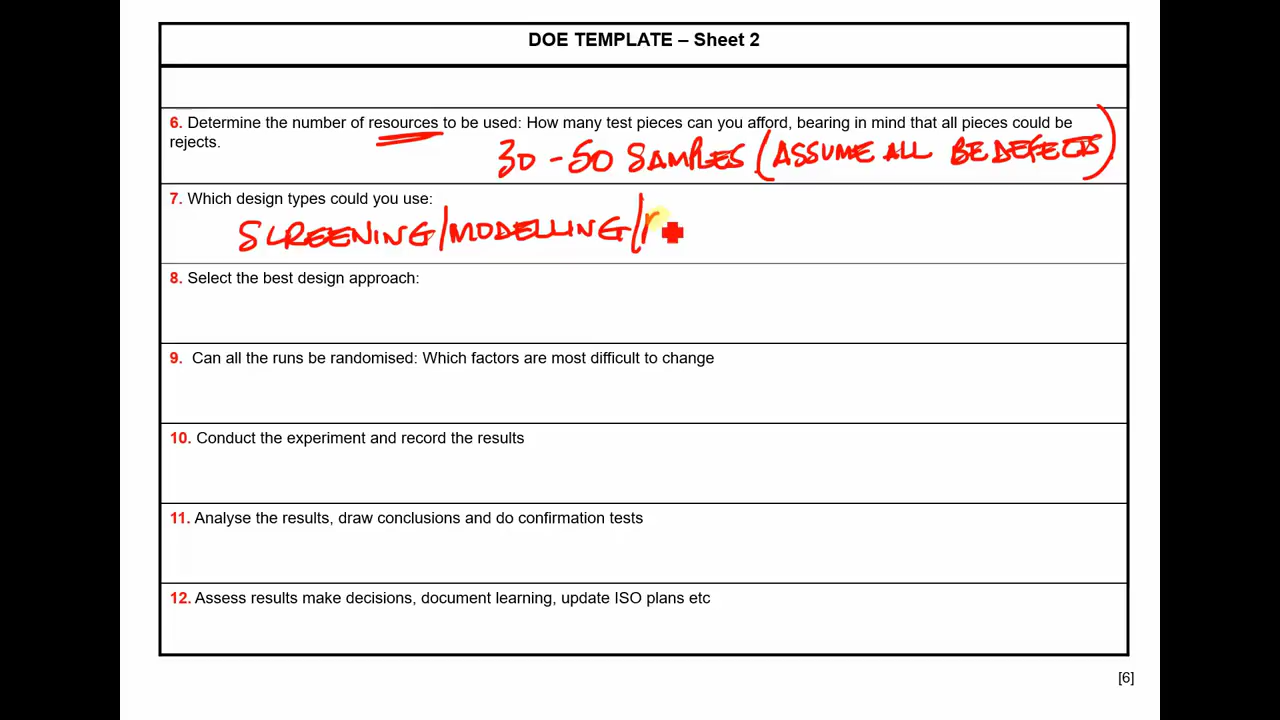 DOE TEMPLATE – Sheet 2
6. Determine the number of resources to be used: How many test pieces can you afford, bearing in mind that all pieces could be
rejects.
30 - 50 SAMPLES (ASSUME ALL BE DEFECTS)
7. Which design types could you use:
SCREENING/MODELLING/
8. Select the best design approach:
9. Can all the runs be randomised: Which factors are most difficult to change
10. Conduct the experiment and record the results
11. Analyse the results, draw conclusions and do confirmation tests
12. Assess results make decisions, document learning, update ISO plans etc
[6]